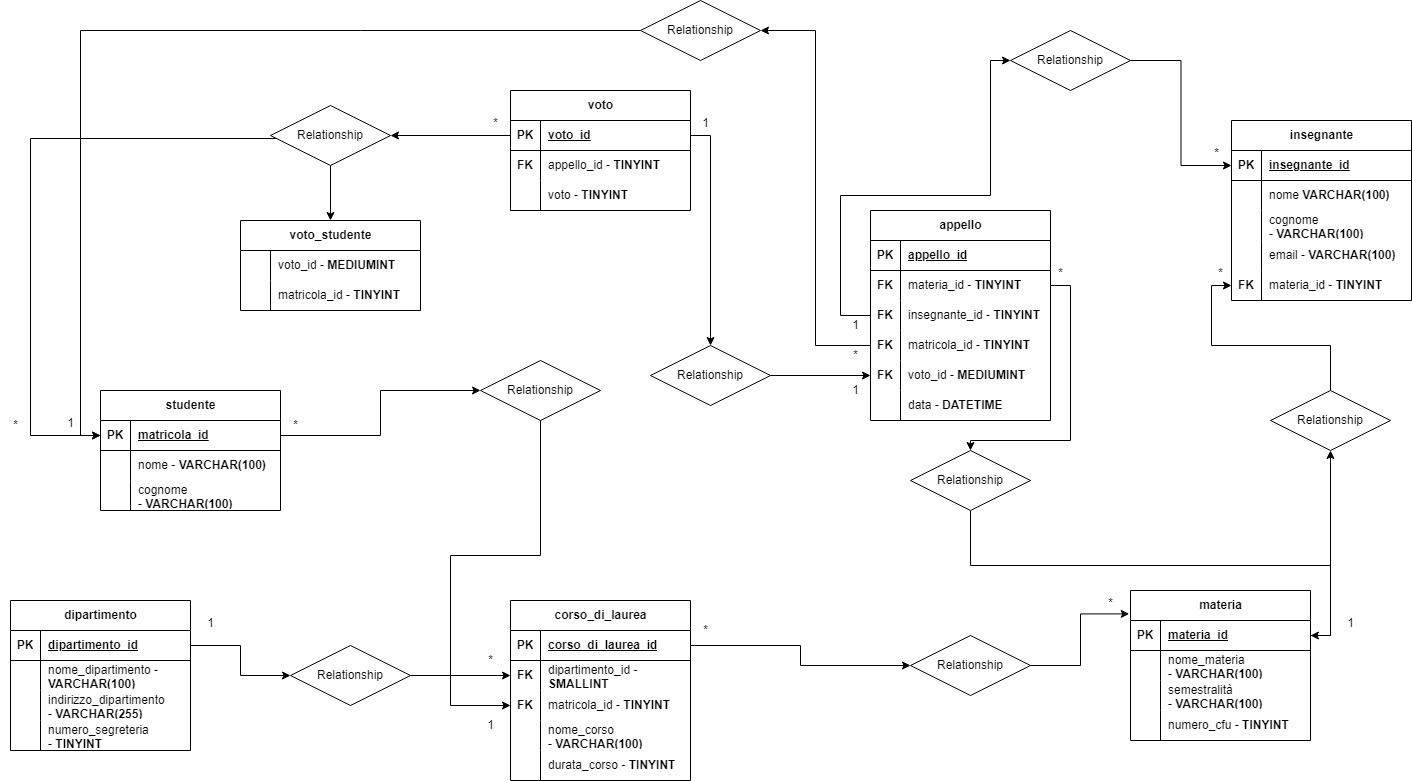 Relationship
Relationship
voto
PK voto_id
FK appello_id - TINYINT
voto - TINYINT
*
1
Relationship
insegnante
PK insegnante_id
nome VARCHAR(100)
cognome
- VARCHAR(100)
email - VARCHAR(100)
FK materia_id - TINYINT
*
*
voto_studente
voto_id - MEDIUMINT
matricola_id - TINYINT
appello
PK appello_id
FK materia_id - TINYINT
FK insegnante_id - TINYINT
FK matricola_id - TINYINT
FK voto_id - MEDIUMINT
data - DATETIME
*
1
*
1
Relationship
Relationship
Relationship
studente
PK matricola_id
nome - VARCHAR(100)
cognome
- VARCHAR(100)
*
1
*
Relationship
dipartimento
PK dipartimento_id
nome_dipartimento -
VARCHAR(100)
indirizzo_dipartimento
- VARCHAR(255)
numero_segreteria
- TINYINT
1
Relationship
*
1
corso_di_laurea
PK corso_di_laurea_id
FK dipartimento_id -
SMALLINT
FK matricola_id - TINYINT
nome_corso
- VARCHAR(100)
durata_corso - TINYINT
*
Relationship
*
materia
PK materia_id
nome_materia
- VARCHAR(100)
semestralità
- VARCHAR(100)
numero_cfu - TINYINT
1